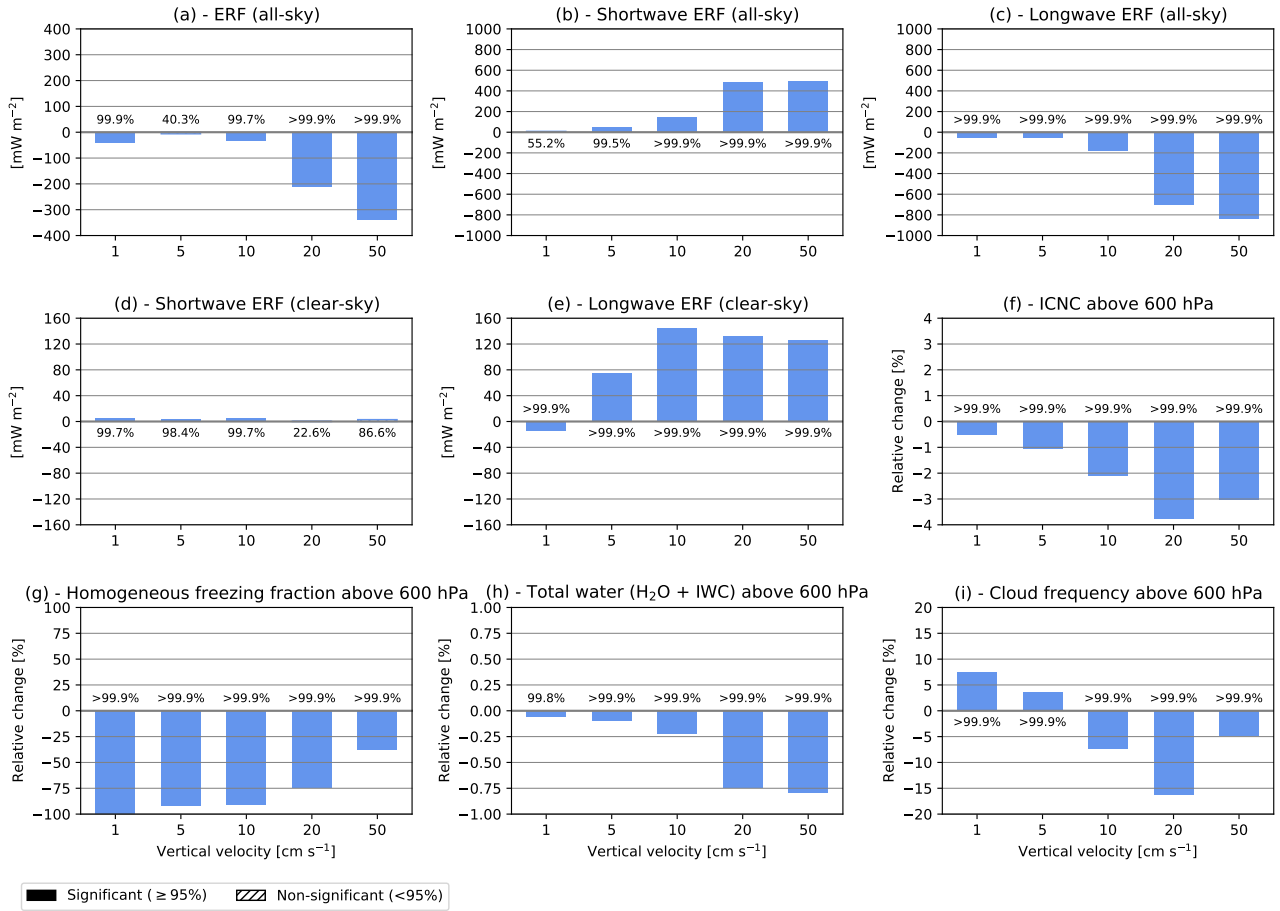 (a) - ERF (all-sky)
(b) - Shortwave ERF (all-sky)
(c) - Longwave ERF (all-sky)
400
300
200
100
0
−100
−200
−300
−400
[mW m⁻²]
99.9% 40.3% 99.7% >99.9% >99.9%
1 5 10 20 50
1000
800
600
400
200
0
−200
−400
−600
−800
−1000
[mW m⁻²]
55.2% 99.5% >99.9% >99.9% >99.9%
1 5 10 20 50
1000
800
600
400
200
0
−200
−400
−600
−800
−1000
[mW m⁻²]
>99.9% >99.9% >99.9% >99.9% >99.9%
1 5 10 20 50
(d) - Shortwave ERF (clear-sky)
(e) - Longwave ERF (clear-sky)
(f) - ICNC above 600 hPa
160
120
80
40
0
−40
−80
−120
−160
[mW m⁻²]
99.7% 98.4% 99.7% 22.6% 86.6%
1 5 10 20 50
160
120
80
40
0
−40
−80
−120
−160
[mW m⁻²]
>99.9%
>99.9% >99.9% >99.9% >99.9%
1 5 10 20 50
4
3
2
1
0
−1
−2
−3
−4
Relative change [%]
>99.9% >99.9% >99.9% >99.9% >99.9%
1 5 10 20 50
(g) - Homogeneous freezing fraction above 600 hPa
(h) - Total water (H₂O + IWC) above 600 hPa
(i) - Cloud frequency above 600 hPa
100
75
50
25
0
−25
−50
−75
−100
Relative change [%]
>99.9% >99.9% >99.9% >99.9% >99.9%
1 5 10 20 50
Vertical velocity [cm s⁻¹]
1.00
0.75
0.50
0.25
0.00
−0.25
−0.50
−0.75
−1.00
Relative change [%]
99.8% >99.9% >99.9% >99.9% >99.9%
1 5 10 20 50
Vertical velocity [cm s⁻¹]
20
15
10
5
0
−5
−10
−15
−20
Relative change [%]
>99.9% >99.9% >99.9%
>99.9% >99.9%
1 5 10 20 50
Vertical velocity [cm s⁻¹]
Significant (≥95%) Non-significant (<95%)